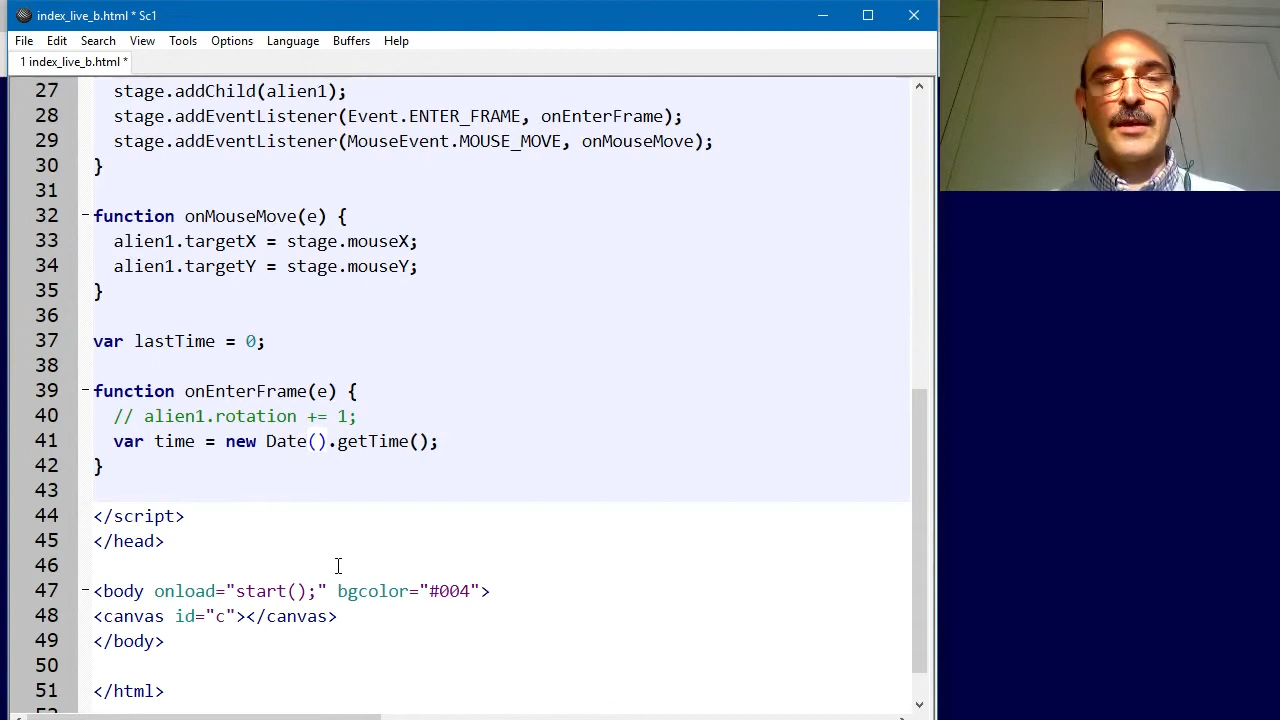 index_live_b.html * Sc1
File Edit Search View Tools Options Language Buffers Help
1 index_live_b.html *
27 stage.addChild(alien1);
28 stage.addEventListener(Event.ENTER_FRAME, onEnterFrame);
29 stage.addEventListener(MouseEvent.MOUSE_MOVE, onMouseMove);
30 }
31
32 function onMouseMove(e) {
33 alien1.targetX = stage.mouseX;
34 alien1.targetY = stage.mouseY;
35 }
36
37 var lastTime = 0;
38
39 function onEnterFrame(e) {
40 // alien1.rotation += 1;
41 var time = new Date().getTime();
42 }
43
44 </script>
45 </head>
46
47 <body onload="start();" bgcolor="#004">
48 <canvas id="c"></canvas>
49 </body>
50
51 </html>